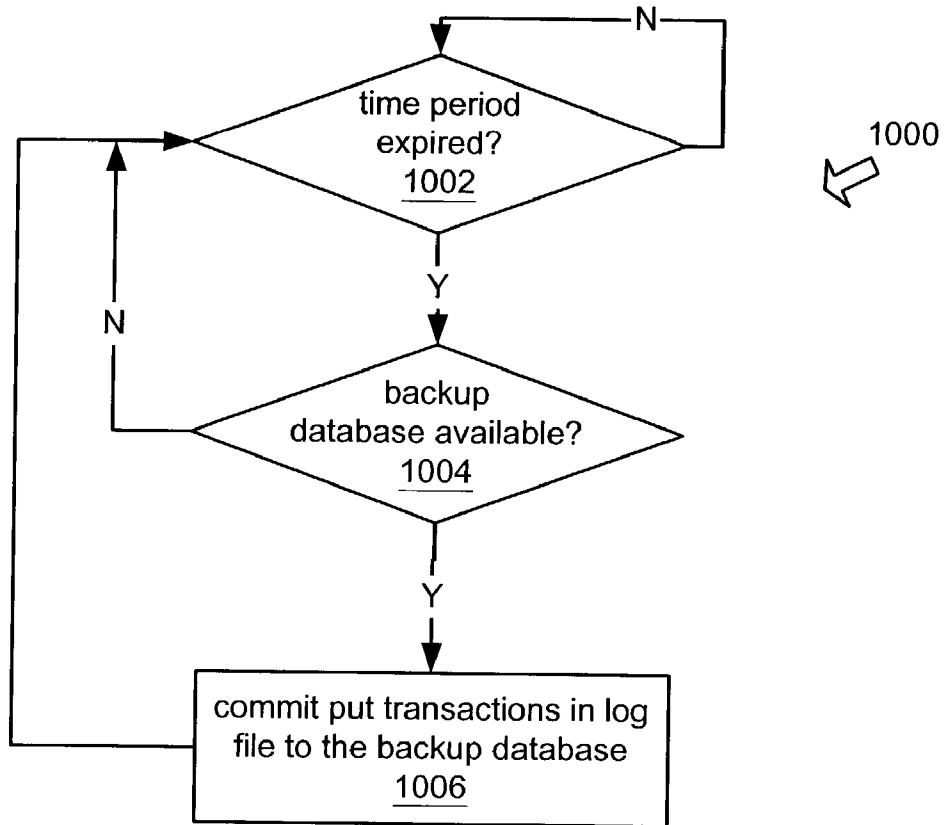 N
time period
expired?
1002
1000
Y
N
backup
database available?
1004
Y
commit put transactions in log
file to the backup database
1006